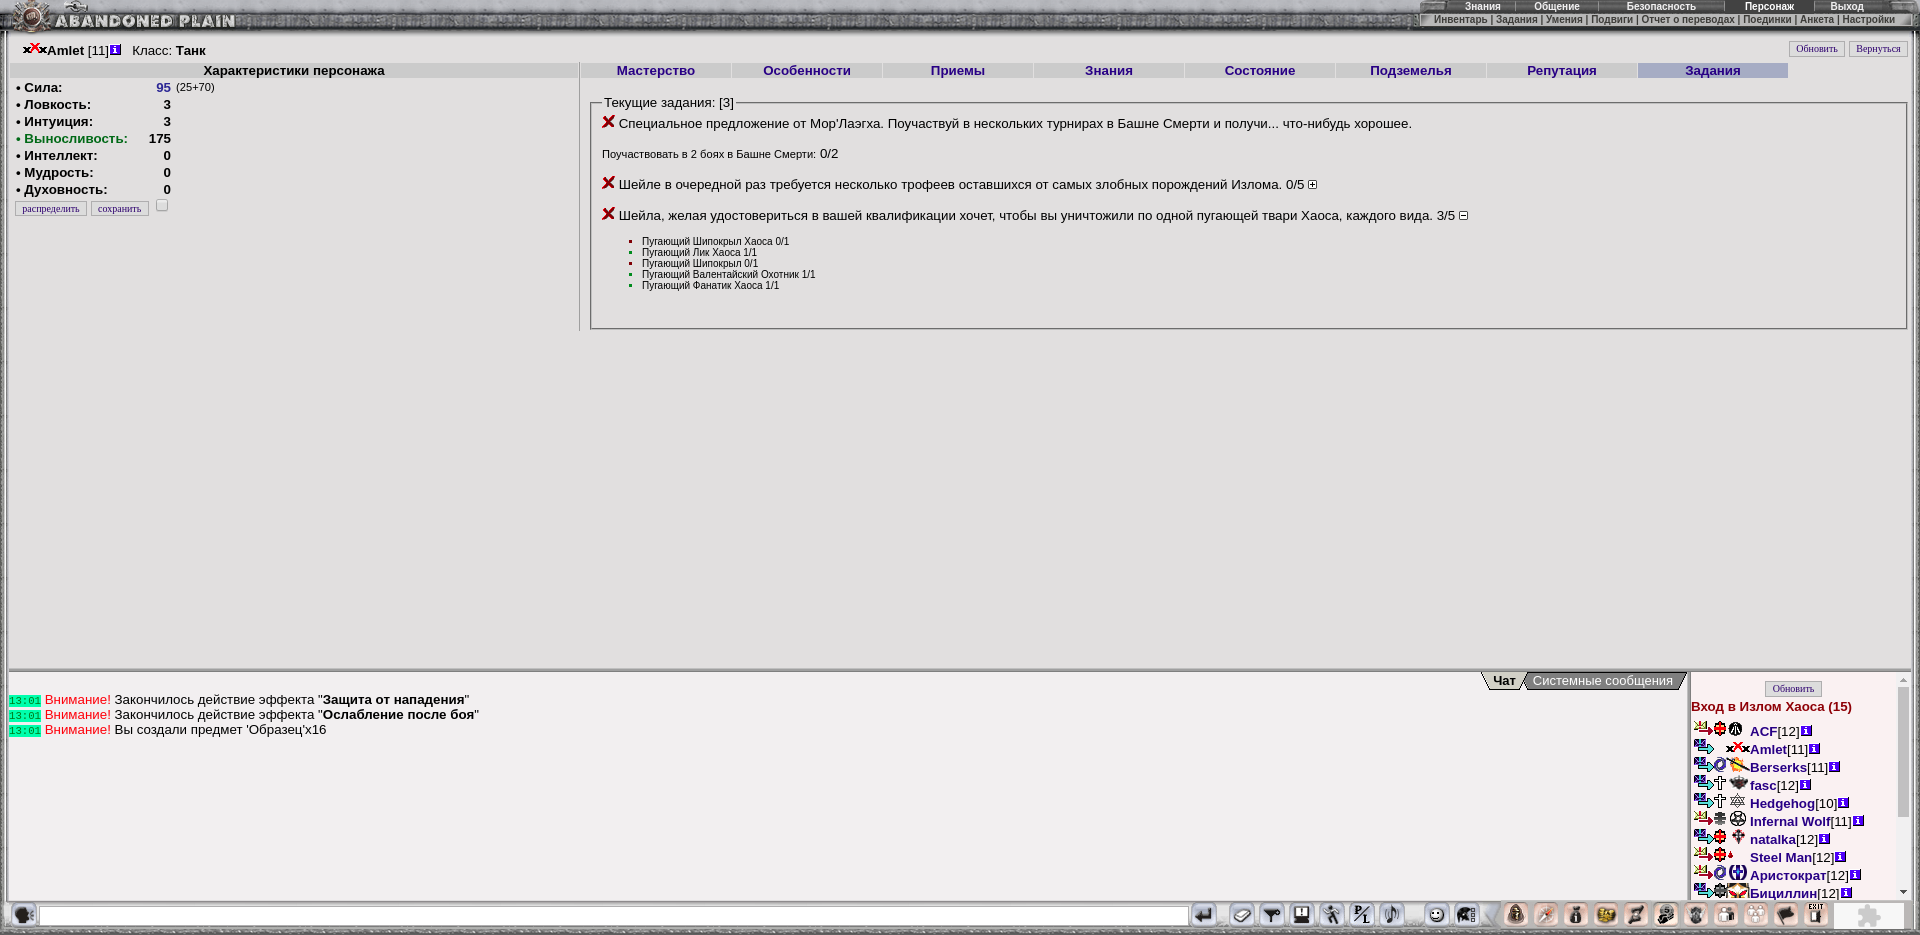 ABANDONED PLAIN
Знания Общение Безопасность Персонаж Выход
Инвентарь | Задания | Умения | Подвиги | Отчет о переводах | Поединки | Анкета | Настройки
Amlet [11] Класс: Танк
Обновить Вернуться
Характеристики персонажа
Мастерство Особенности Приемы Знания Состояние Подземелья Репутация Задания
• Сила: 95 (25+70)
• Ловкость: 3
• Интуиция: 3
• Выносливость: 175
• Интеллект: 0
• Мудрость: 0
• Духовность: 0
распределить сохранить
Текущие задания: [3]
Специальное предложение от Мор'Лаэгха. Поучаствуй в нескольких турнирах в Башне Смерти и получи... что-нибудь хорошее.
Поучаствовать в 2 боях в Башне Смерти: 0/2
Шейле в очередной раз требуется несколько трофеев оставшихся от самых злобных порождений Излома. 0/5
Шейла, желая удостовериться в вашей квалификации хочет, чтобы вы уничтожили по одной пугающей твари Хаоса, каждого вида. 3/5
Пугающий Шипокрыл Хаоса 0/1
Пугающий Лик Хаоса 1/1
Пугающий Шипокрыл 0/1
Пугающий Валентайский Охотник 1/1
Пугающий Фанатик Хаоса 1/1
Чат Системные сообщения
13:01 Внимание! Закончилось действие эффекта "Защита от нападения"
13:01 Внимание! Закончилось действие эффекта "Ослабление после боя"
13:01 Внимание! Вы создали предмет 'Образец'x16
Обновить
Вход в Излом Хаоса (15)
ACF[12]
Amlet[11]
Berserks[11]
fasc[12]
Hedgehog[10]
Infernal Wolf[11]
natalka[12]
Steel Man[12]
Аристократ[12]
Бициллин[12]
P/L
EXIT